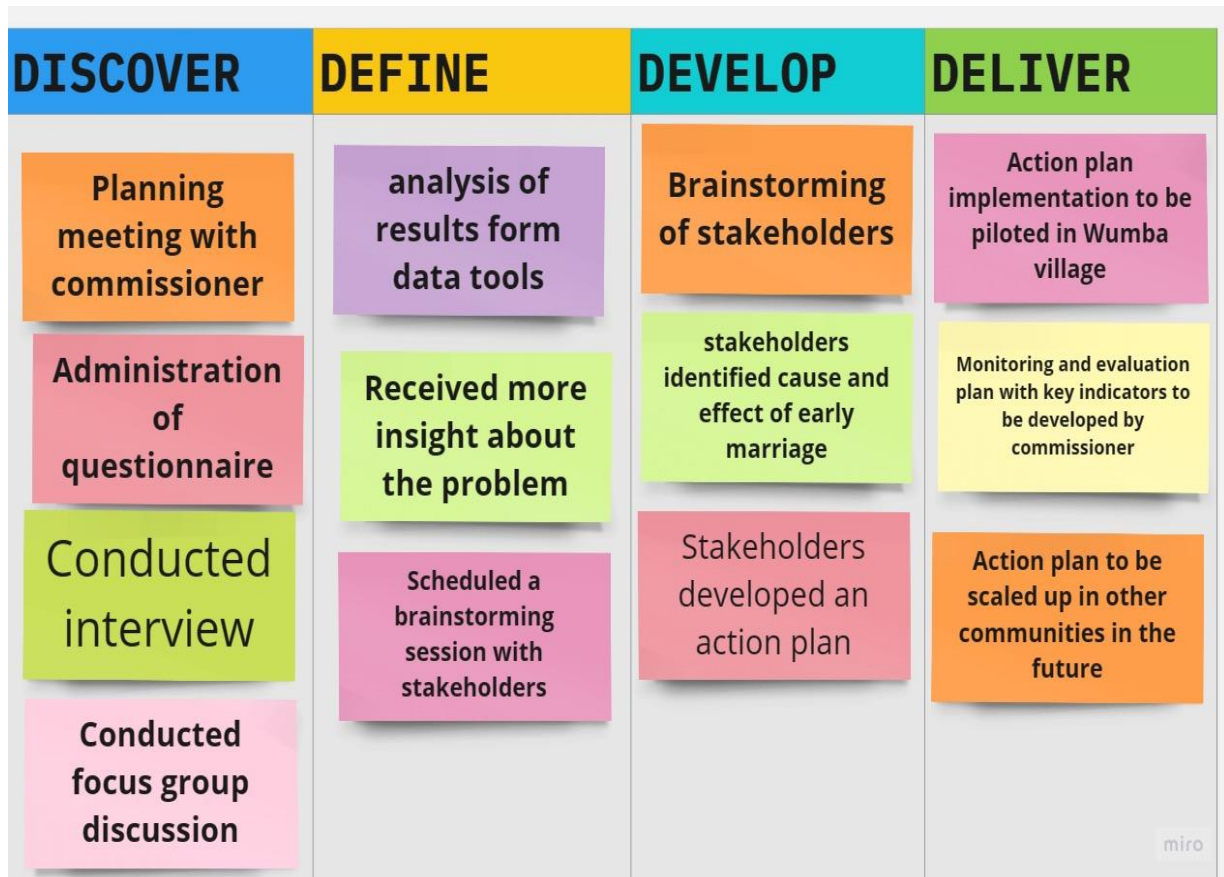 DISCOVER
Planning
meeting with
commissioner
Administration
of
questionnaire
Conducted
interview
Conducted
focus group
discussion
DEFINE
analysis of
results form
data tools
Received more
insight about
the problem
Scheduled a
brainstorming
session with
stakeholders
DEVELOP
Brainstorming
of stakeholders
stakeholders
identified cause and
effect of early
marriage
Stakeholders
developed an
action plan
DELIVER
Action plan
implementation to be
piloted in Wumba
village
Monitoring and evaluation
plan with key indicators to
be developed by
commissioner
Action plan to be
scaled up in other
communities in the
future
miro